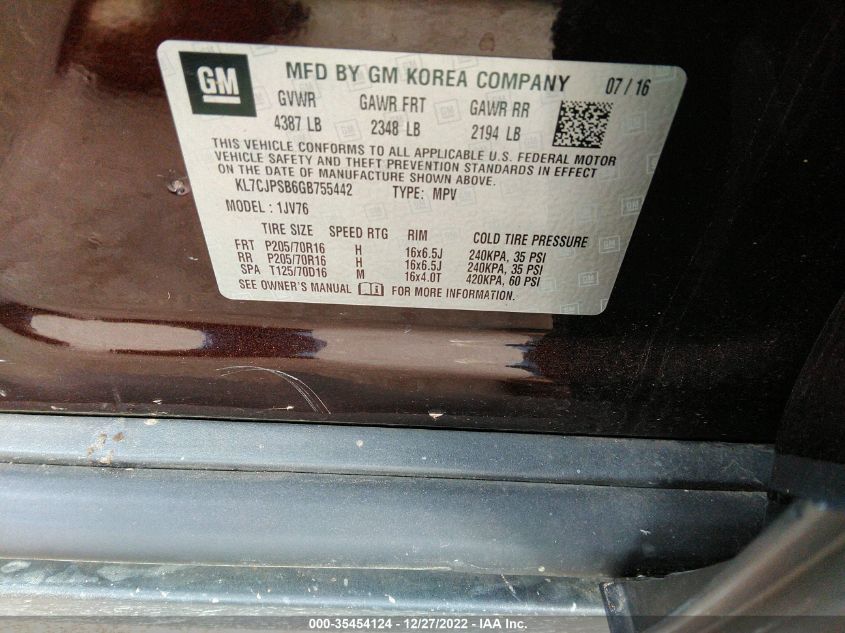 GM MFD BY GM KOREA COMPANY 07 / 16
GVWR GAWR FRT GAWR RR
4387 LB 2348 LB 2194 LB
THIS VEHICLE CONFORMS TO ALL APPLICABLE U.S. FEDERAL MOTOR
VEHICLE SAFETY AND THEFT PREVENTION STANDARDS IN EFFECT
ON THE DATE OF MANUFACTURE SHOWN ABOVE.
KL7CJPSB6GB755442 TYPE: MPV
MODEL : 1JV76
TIRE SIZE SPEED RTG RIM COLD TIRE PRESSURE
FRT P205/70R16 H 16x6.5J 240KPA, 35 PSI
RR P205/70R16 H 16x6.5J 240KPA, 35 PSI
SPA T125/70D16 M 16x4.0T 420KPA, 60 PSI
SEE OWNER'S MANUAL FOR MORE INFORMATION.
000-35454124 - 12/27/2022 - IAA Inc.